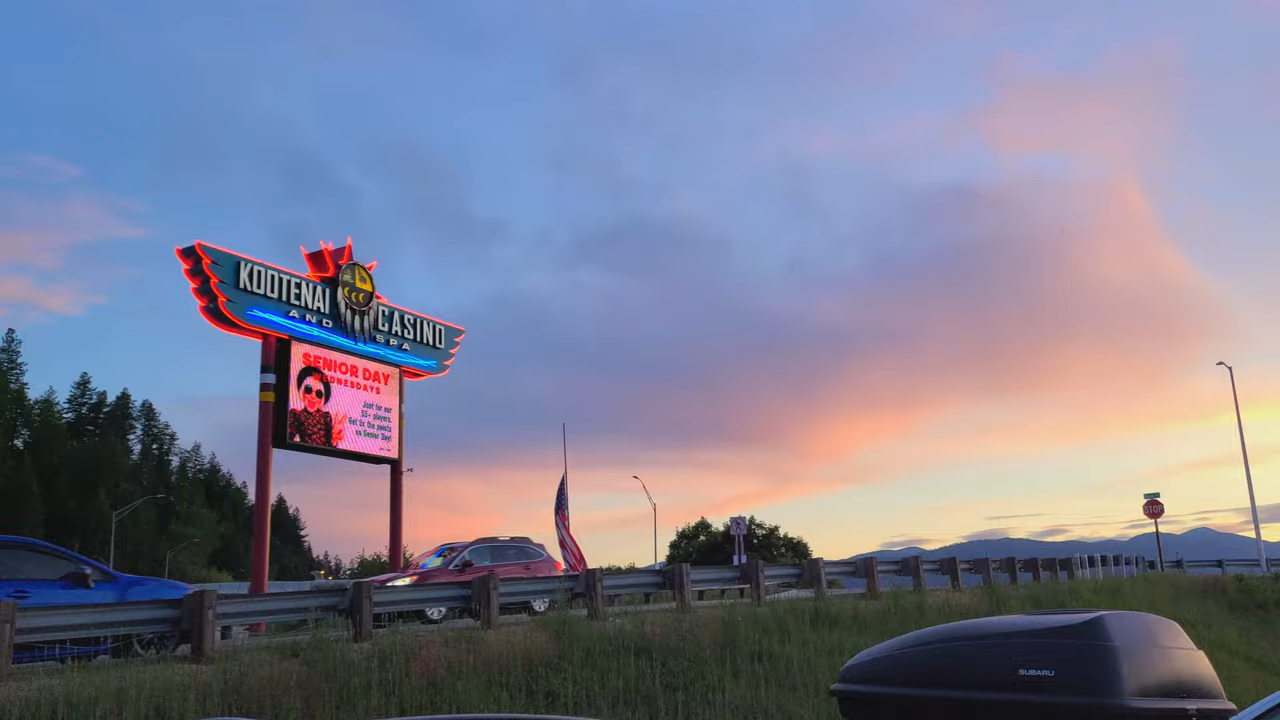 KOOTENAI CASINO
AND SPA
SENIOR DAY
WEDNESDAYS
Just for our
55+ players.
Get 5x the points
on Senior Day!
STOP
SUBARU